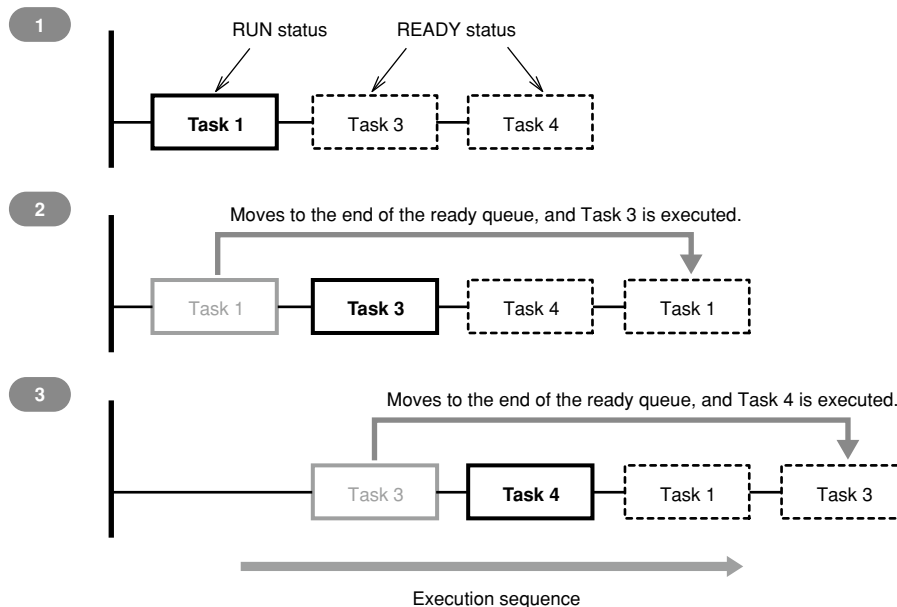 1
RUN status
READY status
Task 1
Task 3
Task 4
2
Moves to the end of the ready queue, and Task 3 is executed.
Task 1
Task 3
Task 4
Task 1
3
Moves to the end of the ready queue, and Task 4 is executed.
Task 3
Task 4
Task 1
Task 3
Execution sequence